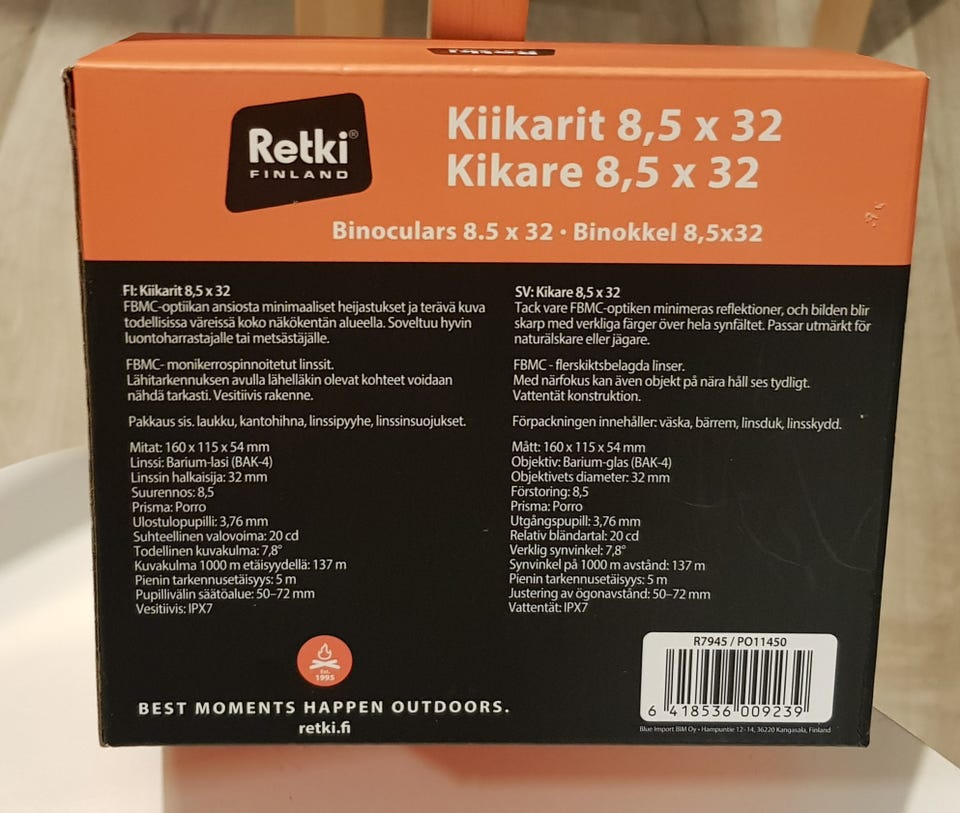 Retki
Retki®
FINLAND
Kiikarit 8,5 x 32
Kikare 8,5 x 32
Binoculars 8.5 x 32 · Binokkel 8,5x32
FI: Kiikarit 8,5 x 32
FBMC-optiikan ansiosta minimaaliset heijastukset ja terävä kuva
todellisissa väreissä koko näkökentän alueella. Soveltuu hyvin
luontoharrastajalle tai metsästäjälle.
FBMC- monikerrospinnoitetut linssit.
Lähitarkennuksen avulla lähelläkin olevat kohteet voidaan
nähdä tarkasti. Vesitiivis rakenne.
Pakkaus sis. laukku, kantohihna, linssipyyhe, linssinsuojukset.
Mitat: 160 x 115 x 54 mm
Linssi: Barium-lasi (BAK-4)
Linssin halkaisija: 32 mm
Suurennos: 8,5
Prisma: Porro
Ulostulopupilli: 3,76 mm
Suhteellinen valovoima: 20 cd
Todellinen kuvakulma: 7,8°
Kuvakulma 1000 m etäisyydellä: 137 m
Pienin tarkennusetäisyys: 5 m
Pupillivälin säätöalue: 50–72 mm
Vesitiivis: IPX7
SV: Kikare 8,5 x 32
Tack vare FBMC-optiken minimeras reflektioner, och bilden blir
skarp med verkliga färger över hela synfältet. Passar utmärkt för
naturälskare eller jägare.
FBMC - flerskiktsbelagda linser.
Med närfokus kan även objekt på nära håll ses tydligt.
Vattentät konstruktion.
Förpackningen innehåller: väska, bärrem, linsduk, linsskydd.
Mått: 160 x 115 x 54 mm
Objektiv: Barium-glas (BAK-4)
Objektivets diameter: 32 mm
Förstoring: 8,5
Prisma: Porro
Utgångspupill: 3,76 mm
Relativ bländartal: 20 cd
Verklig synvinkel: 7,8°
Synvinkel på 1000 m avstånd: 137 m
Pienin tarkennusetäisyys: 5 m
Justering av ögonavstånd: 50–72 mm
Vattentät: IPX7
Est.
1995
BEST MOMENTS HAPPEN OUTDOORS.
retki.fi
R7945 / PO11450
6 418536 009239
Blue Import BIM Oy • Hampuntie 12-14, 36220 Kangasala, Finland